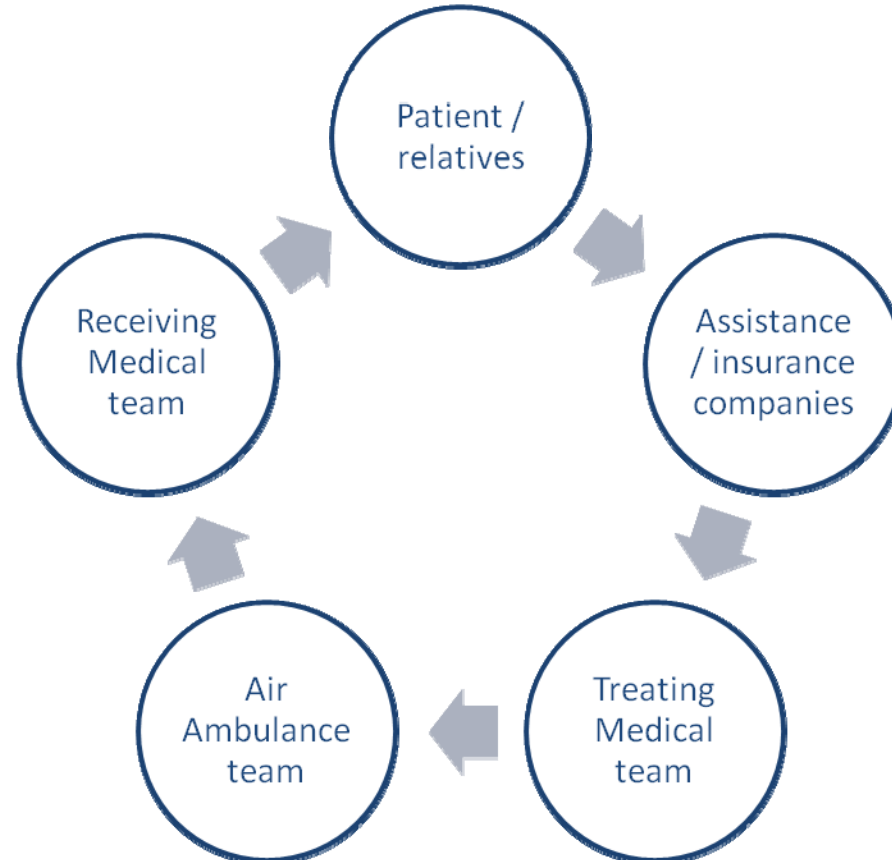 Patient /
relatives
Assistance
/ insurance
companies
Treating
Medical
team
Air
Ambulance
team
Receiving
Medical
team